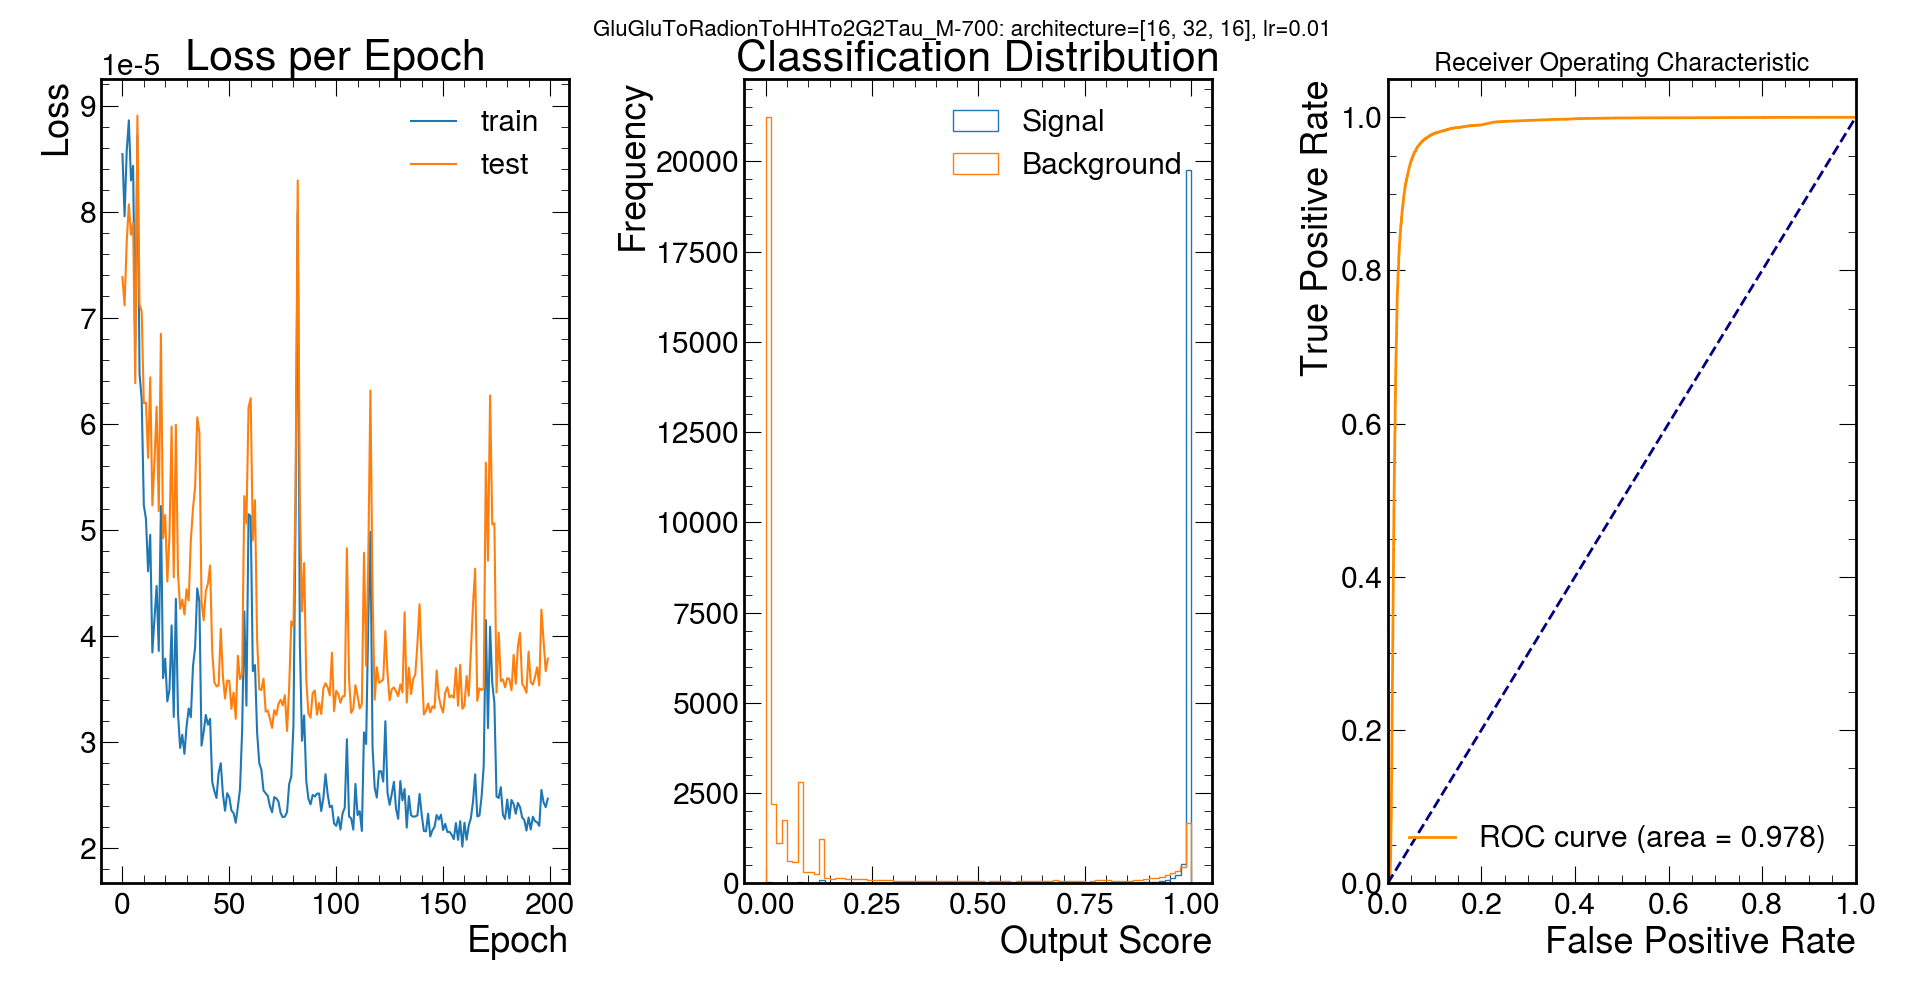 GluGluToRadionToHHTo2G2Tau_M-700: architecture=[16, 32, 16], lr=0.01
Loss per Epoch
1e-5
Loss
9
8
7
6
5
4
3
2
train
test
0 50 100 150 200
Epoch
Classification Distribution
Frequency
20000
17500
15000
12500
10000
7500
5000
2500
0
Signal
Background
0.00 0.25 0.50 0.75 1.00
Output Score
Receiver Operating Characteristic
True Positive Rate
1.0
0.8
0.6
0.4
0.2
0.0
ROC curve (area = 0.978)
0.0 0.2 0.4 0.6 0.8 1.0
False Positive Rate